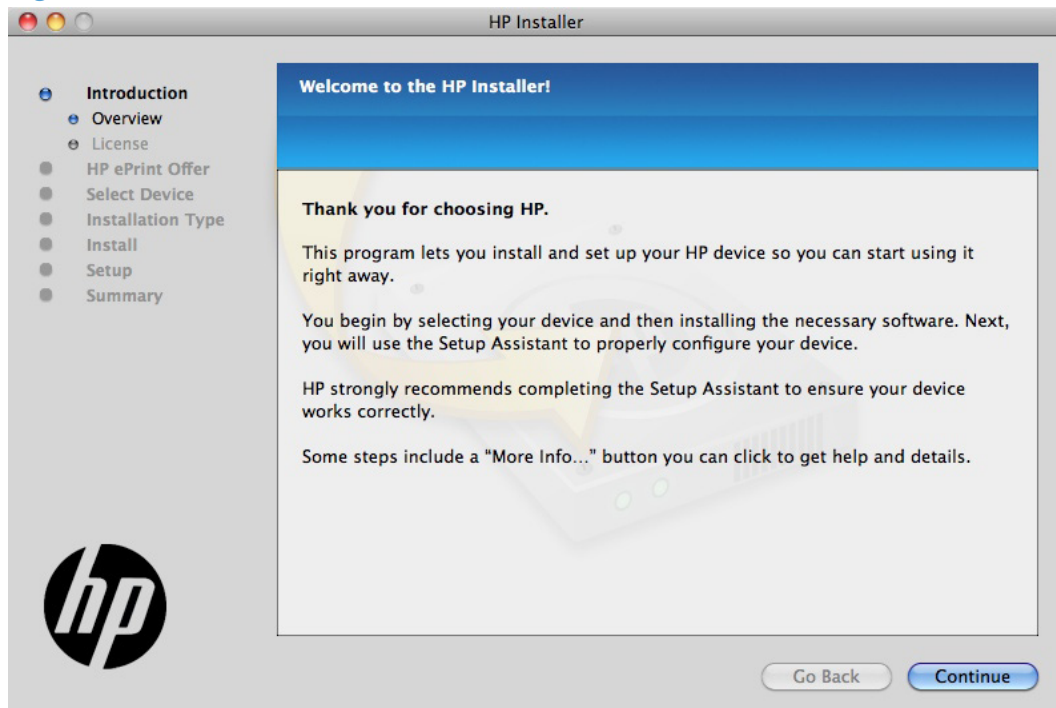 HP Installer
Introduction
Overview
License
HP ePrint Offer
Select Device
Installation Type
Install
Setup
Summary
Welcome to the HP Installer!
Thank you for choosing HP.
This program lets you install and set up your HP device so you can start using it
right away.
You begin by selecting your device and then installing the necessary software. Next,
you will use the Setup Assistant to properly configure your device.
HP strongly recommends completing the Setup Assistant to ensure your device
works correctly.
Some steps include a “More Info...” button you can click to get help and details.
hp
Go Back
Continue